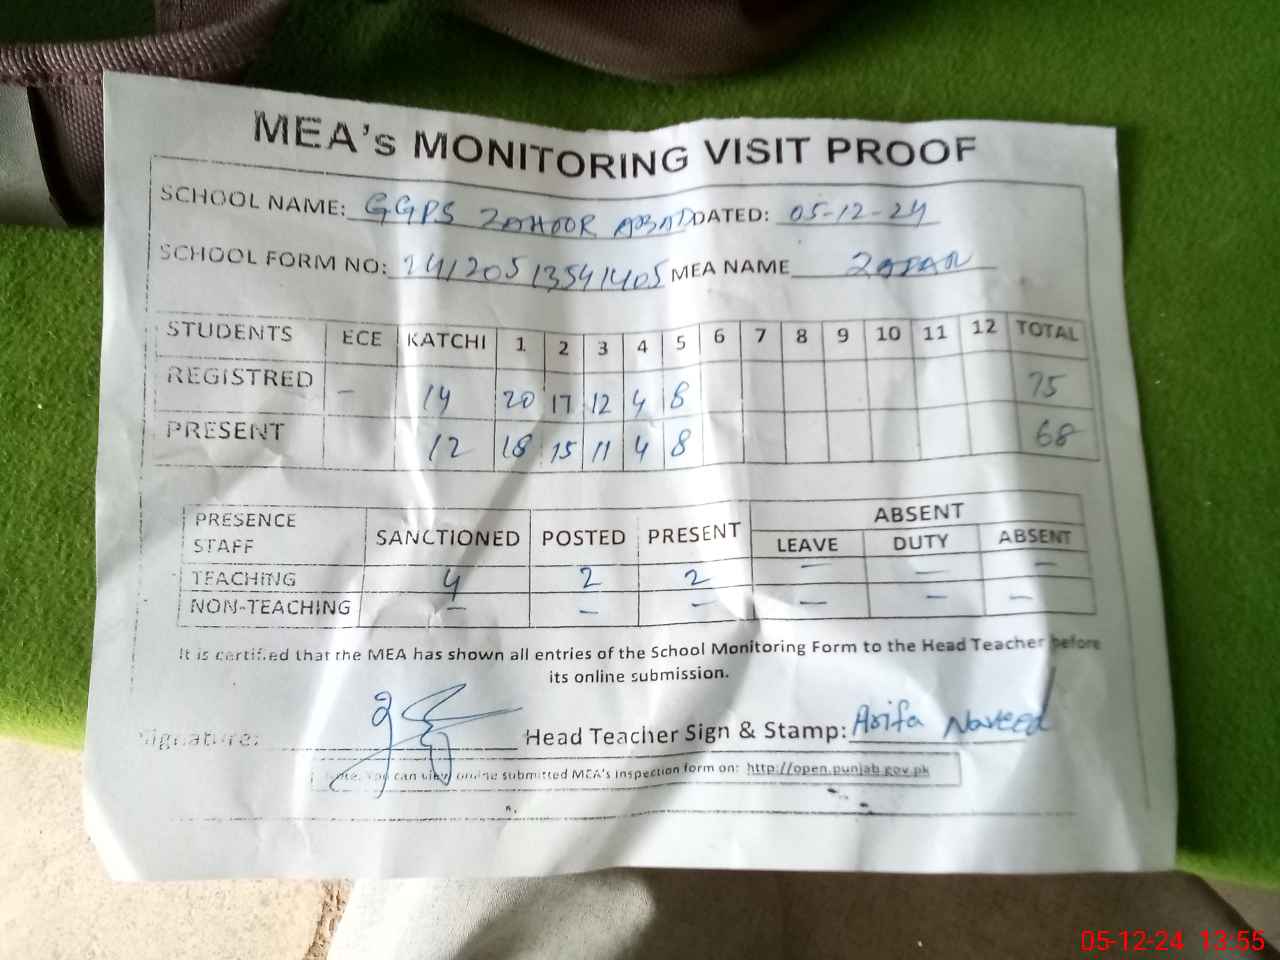 MEA's MONITORING VISIT PROOF
SCHOOL NAME: GGPS ZAHOOR ABAD DATED: 05-12-24
SCHOOL FORM NO: 24120513541405 MEA NAME
STUDENTS ECE KATCHI 1 2 3 4 5 6 7 8 9 10 11 12 TOTAL
REGISTRED - 14 20 17 12 4 8 75
PRESENT 12 18 15 11 4 8 68
PRESENCE STAFF SANCTIONED POSTED PRESENT ABSENT
LEAVE DUTY ABSENT
TEACHING 4 2 2 - - -
NON-TEACHING - - - - - -
It is certified that the MEA has shown all entries of the School Monitoring Form to the Head Teacher before
its online submission.
Signature: Head Teacher Sign & Stamp: Arifa Naveed
Note: You can view online submitted MEA's inspection form on: http://open.punjab.gov.pk
05-12-24 13:55